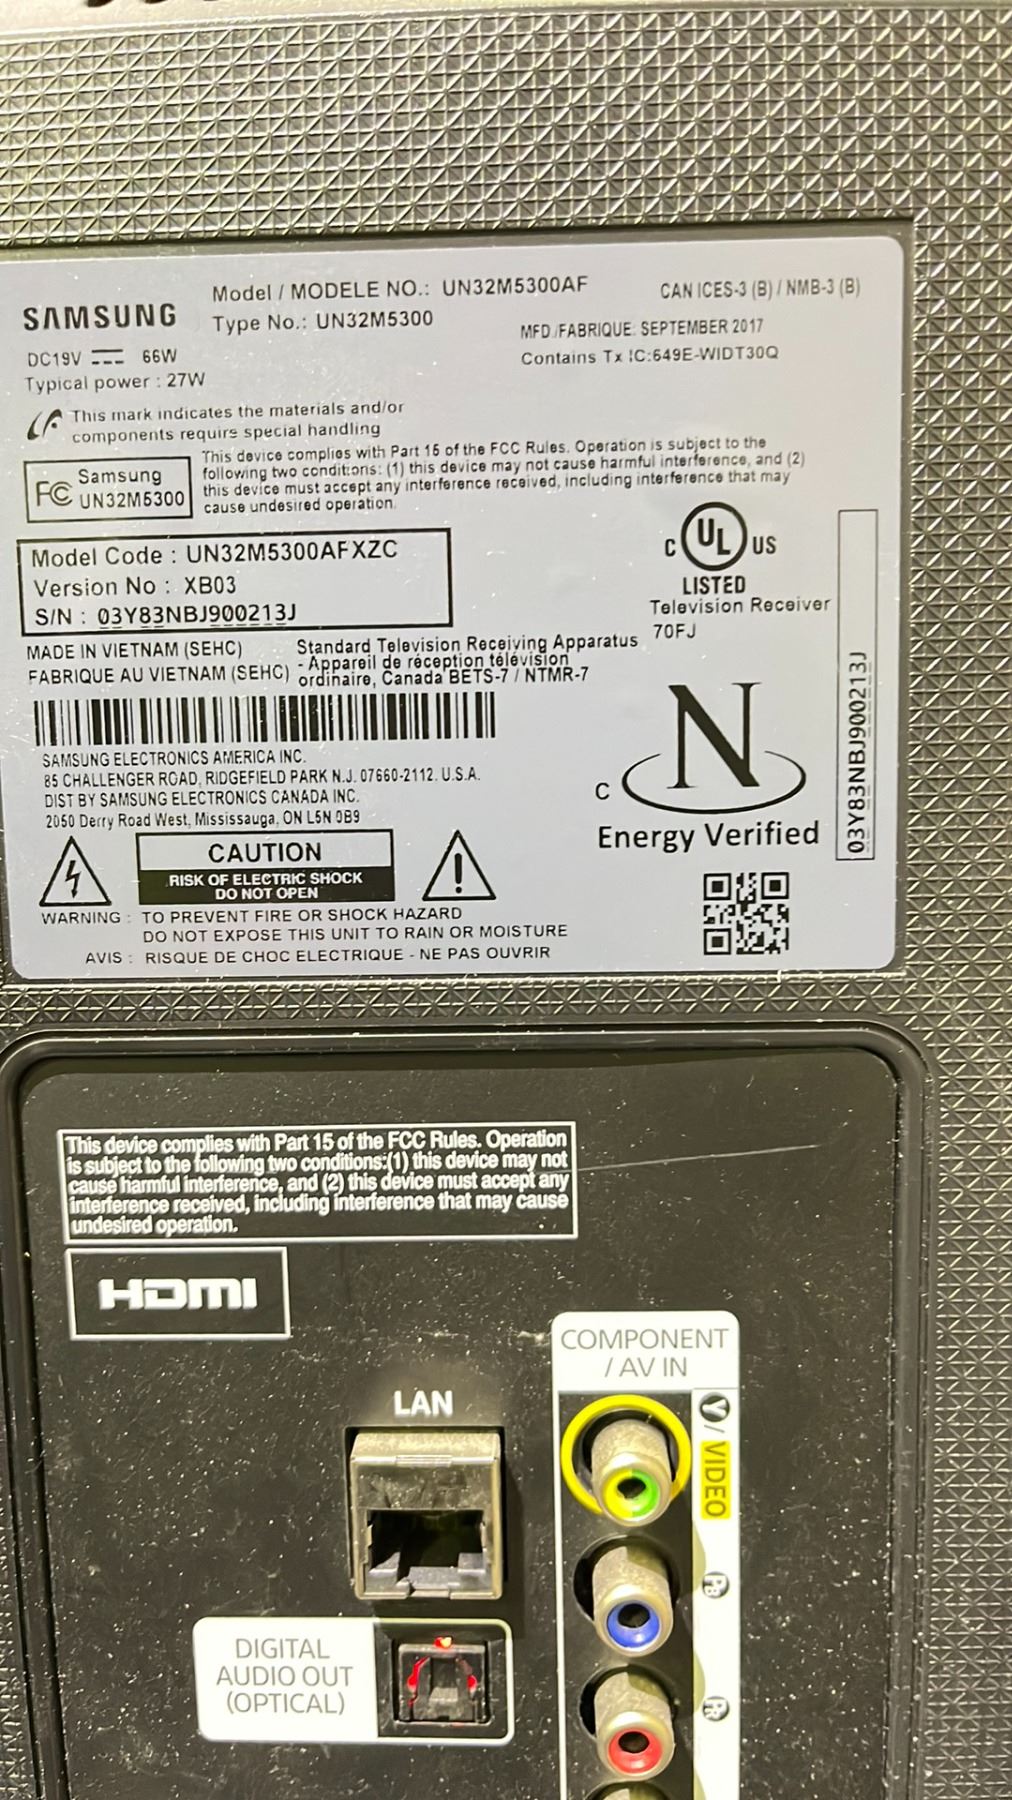 SAMSUNG
Model / MODELE NO.: UN32M5300AF
Type No.: UN32M5300
CAN ICES-3 (B) / NMB-3 (B)
MFD./FABRIQUE: SEPTEMBER 2017
Contains Tx IC:649E-WIDT30Q
DC19V 66W
Typical power : 27W
This mark indicates the materials and/or
components require special handling
FC Samsung
UN32M5300
This device complies with Part 15 of the FCC Rules. Operation is subject to the
following two conditions: (1) this device may not cause harmful interference, and (2)
this device must accept any interference received, including interference that may
cause undesired operation.
Model Code : UN32M5300AFXZC
Version No : XB03
S/N : 03Y83NBJ900213J
C UL US
LISTED
Television Receiver
70FJ
MADE IN VIETNAM (SEHC)
FABRIQUE AU VIETNAM (SEHC)
Standard Television Receiving Apparatus
- Appareil de réception télévision
ordinaire, Canada BETS-7 / NTMR-7
SAMSUNG ELECTRONICS AMERICA INC.
85 CHALLENGER ROAD, RIDGEFIELD PARK N.J. 07660-2112. U.S.A.
DIST BY SAMSUNG ELECTRONICS CANADA INC.
2050 Derry Road West, Mississauga, ON L5N 0B9
C N
Energy Verified
03Y83NBJ900213J
CAUTION
RISK OF ELECTRIC SHOCK
DO NOT OPEN
WARNING : TO PREVENT FIRE OR SHOCK HAZARD
DO NOT EXPOSE THIS UNIT TO RAIN OR MOISTURE
AVIS : RISQUE DE CHOC ELECTRIQUE - NE PAS OUVRIR
This device complies with Part 15 of the FCC Rules. Operation
is subject to the following two conditions:(1) this device may not
cause harmful interference, and (2) this device must accept any
interference received, including interference that may cause
undesired operation.
HDMI
COMPONENT
/ AV IN
LAN
Y / VIDEO
PB
PR
DIGITAL
AUDIO OUT
(OPTICAL)